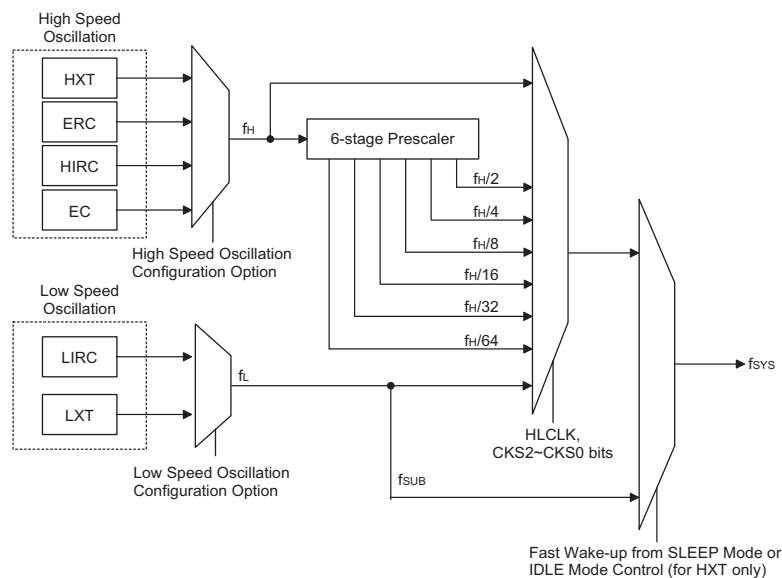 High Speed
Oscillation
HXT
ERC
HIRC
EC
fH
6-stage Prescaler
fH/2
fH/4
fH/8
fH/16
fH/32
fH/64
High Speed Oscillation
Configuration Option
Low Speed
Oscillation
LIRC
LXT
fL
Low Speed Oscillation
Configuration Option
fSUB
HLCLK,
CKS2~CKS0 bits
fSYS
Fast Wake-up from SLEEP Mode or
IDLE Mode Control (for HXT only)